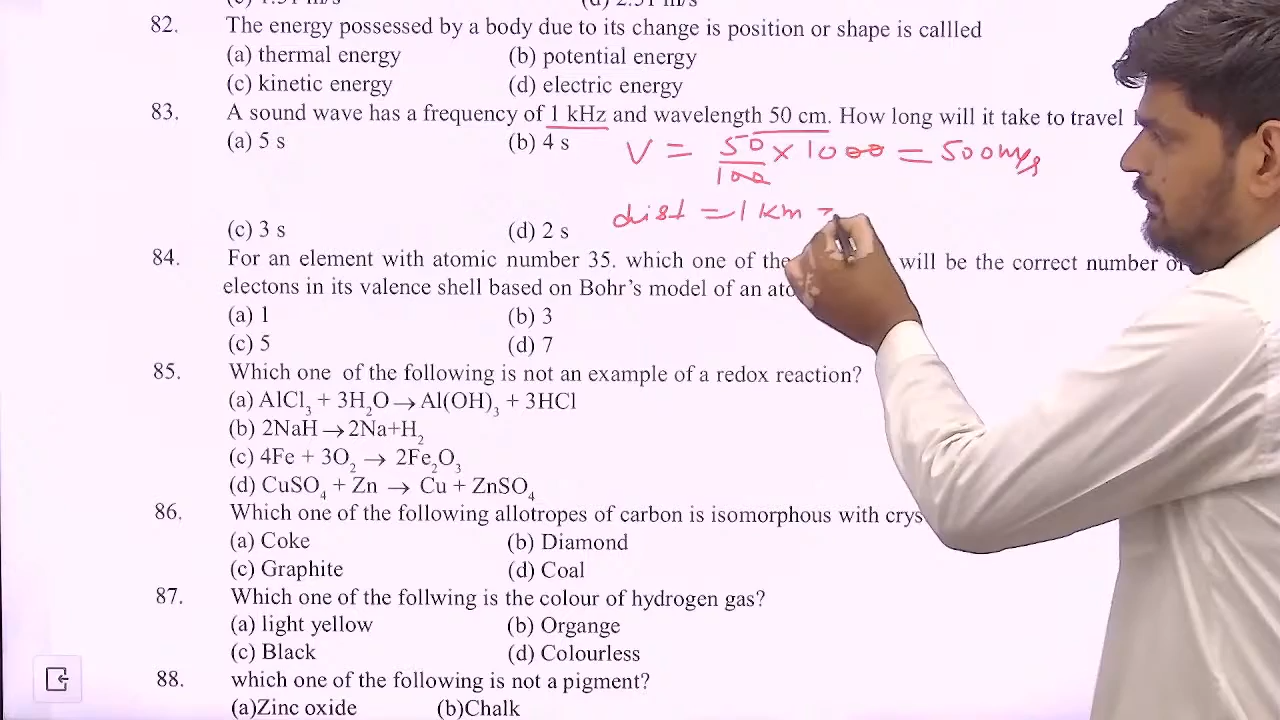 82. The energy possessed by a body due to its change is position or shape is callled
(a) thermal energy (b) potential energy
(c) kinetic energy (d) electric energy
83. A sound wave has a frequency of 1 kHz and wavelength 50 cm. How long will it take to travel
(a) 5 s (b) 4 s
V = 50/100 × 1000 = 500m/s
dist = 1 km =
(c) 3 s (d) 2 s
84. For an element with atomic number 35. which one of the will be the correct number of
electons in its valence shell based on Bohr's model of an
(a) 1 (b) 3
(c) 5 (d) 7
85. Which one of the following is not an example of a redox reaction?
(a) AlCl₃ + 3H₂O → Al(OH)₃ + 3HCl
(b) 2NaH → 2Na+H₂
(c) 4Fe + 3O₂ → 2Fe₂O₃
(d) CuSO₄ + Zn → Cu + ZnSO₄
86. Which one of the following allotropes of carbon is isomorphous with
(a) Coke (b) Diamond
(c) Graphite (d) Coal
87. Which one of the follwing is the colour of hydrogen gas?
(a) light yellow (b) Organge
(c) Black (d) Colourless
88. which one of the following is not a pigment?
(a)Zinc oxide (b)Chalk